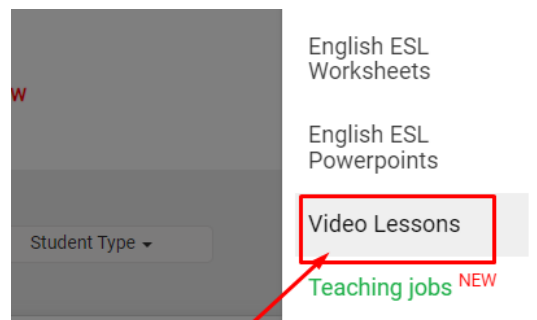 English ESL
Worksheets
W
English ESL
Powerpoints
Student Type
Video Lessons
Teaching jobs NEW